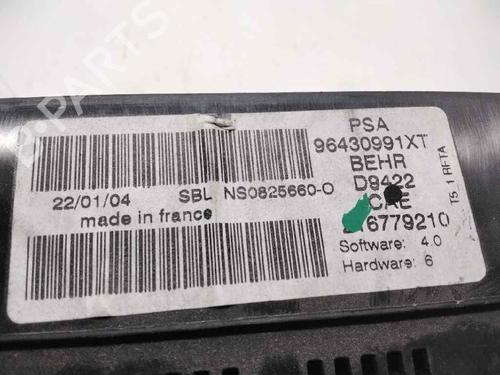 PSA
96430991XT
BEHR
D9422
22/01/04 SBL NS0825660-O
made in france
Software: 4.0
Hardware: 6
T5.1 RFTA
B-PARTS